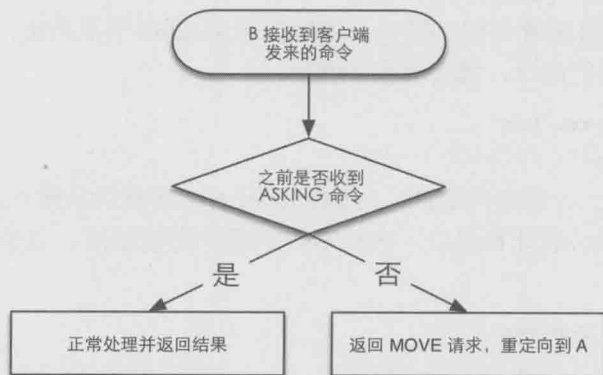 B 接收到客户端
发来的命令
之前是否收到
ASKING 命令
是
否
正常处理并返回结果
返回 MOVE 请求，重定向到 A